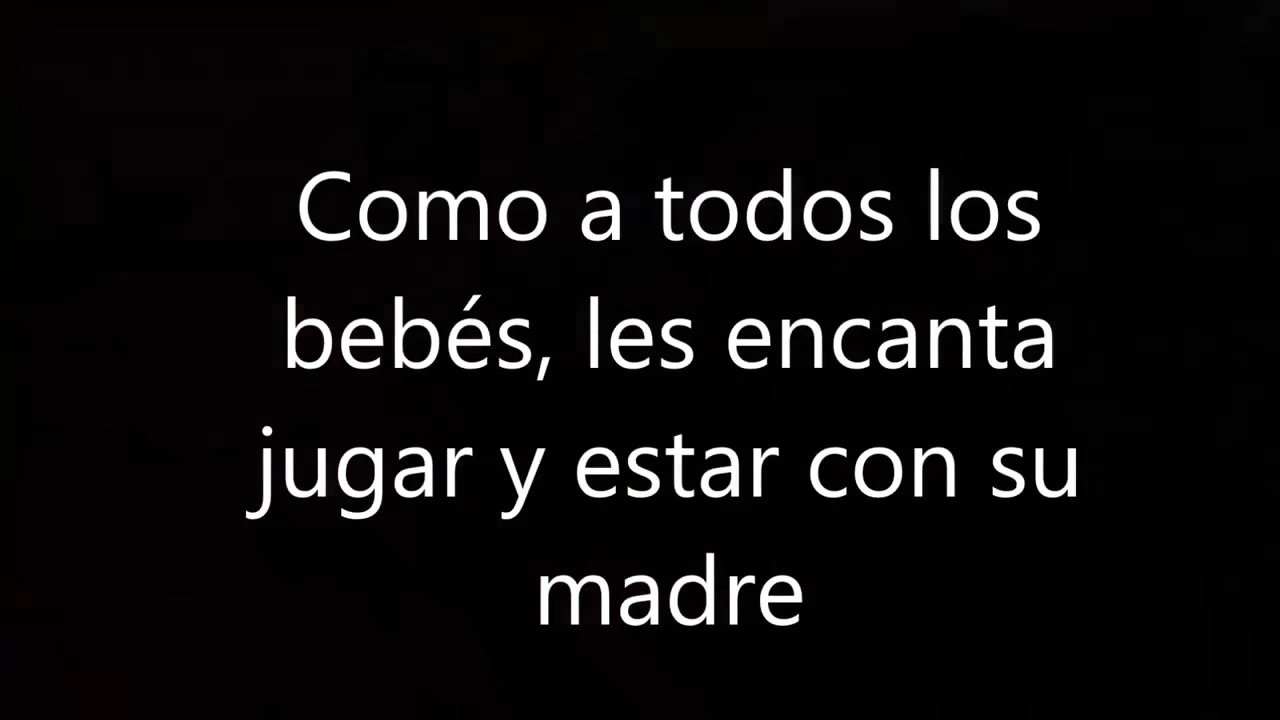 Como a todos los
bebés, les encanta
jugar y estar con su
madre